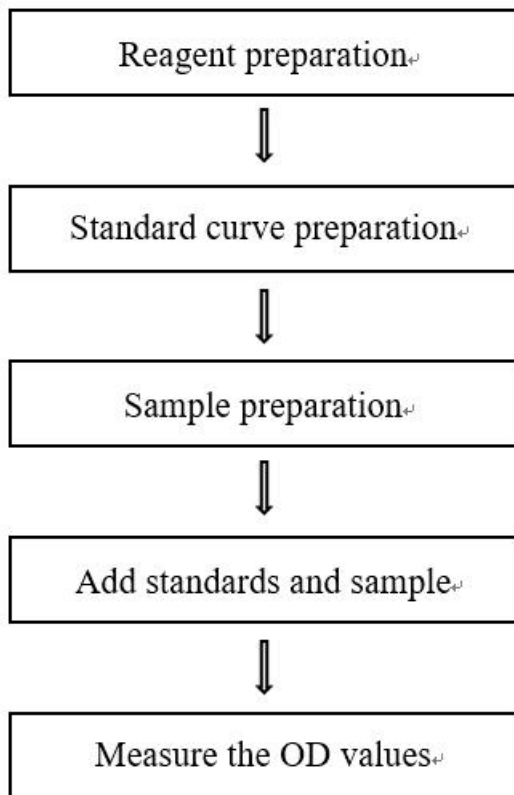 Reagent preparation
Standard curve preparation
Sample preparation
Add standards and sample
Measure the OD values